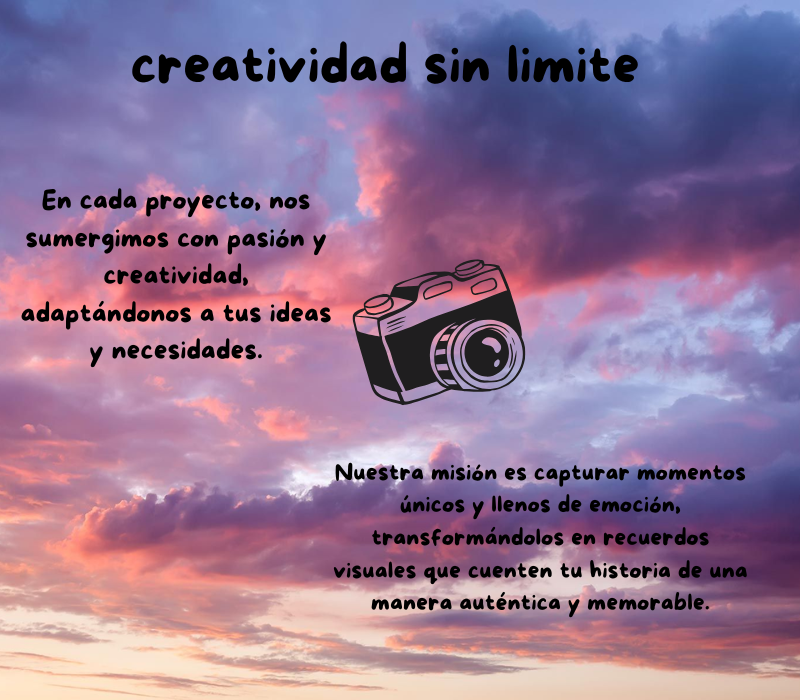 creatividad sin limite
En cada proyecto, nos
sumergimos con pasión y
creatividad,
adaptándonos a tus ideas
y necesidades.
Nuestra misión es capturar momentos
únicos y llenos de emoción,
transformándolos en recuerdos
visuales que cuenten tu historia de una
manera auténtica y memorable.